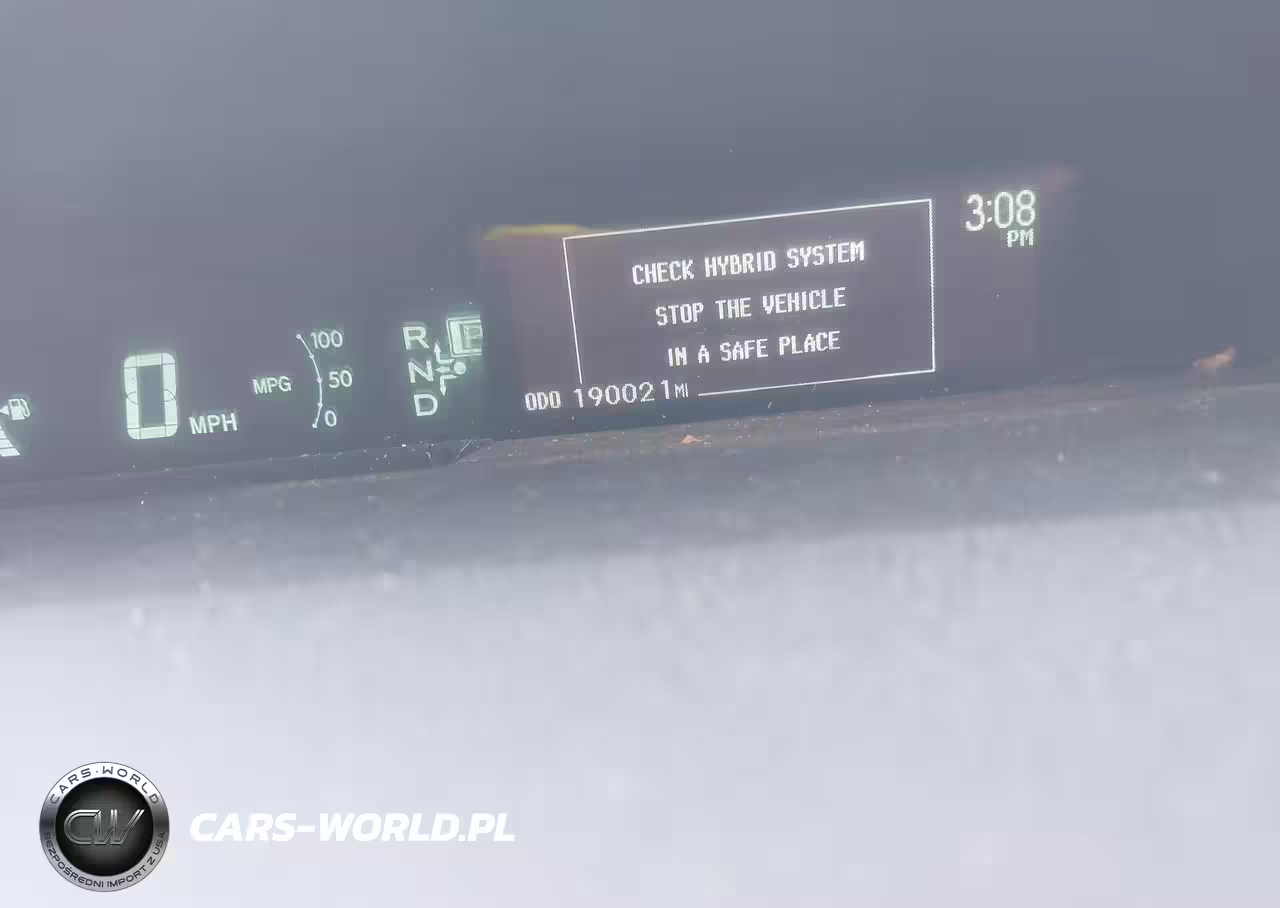 3:08
PM
CHECK HYBRID SYSTEM
STOP THE VEHICLE
IN A SAFE PLACE
ODO 190021 MI
0 MPH
MPG
100
50
0
R
N
D
CARS-WORLD
CW
BEZPOŚREDNI IMPORT Z USA
CARS-WORLD.PL